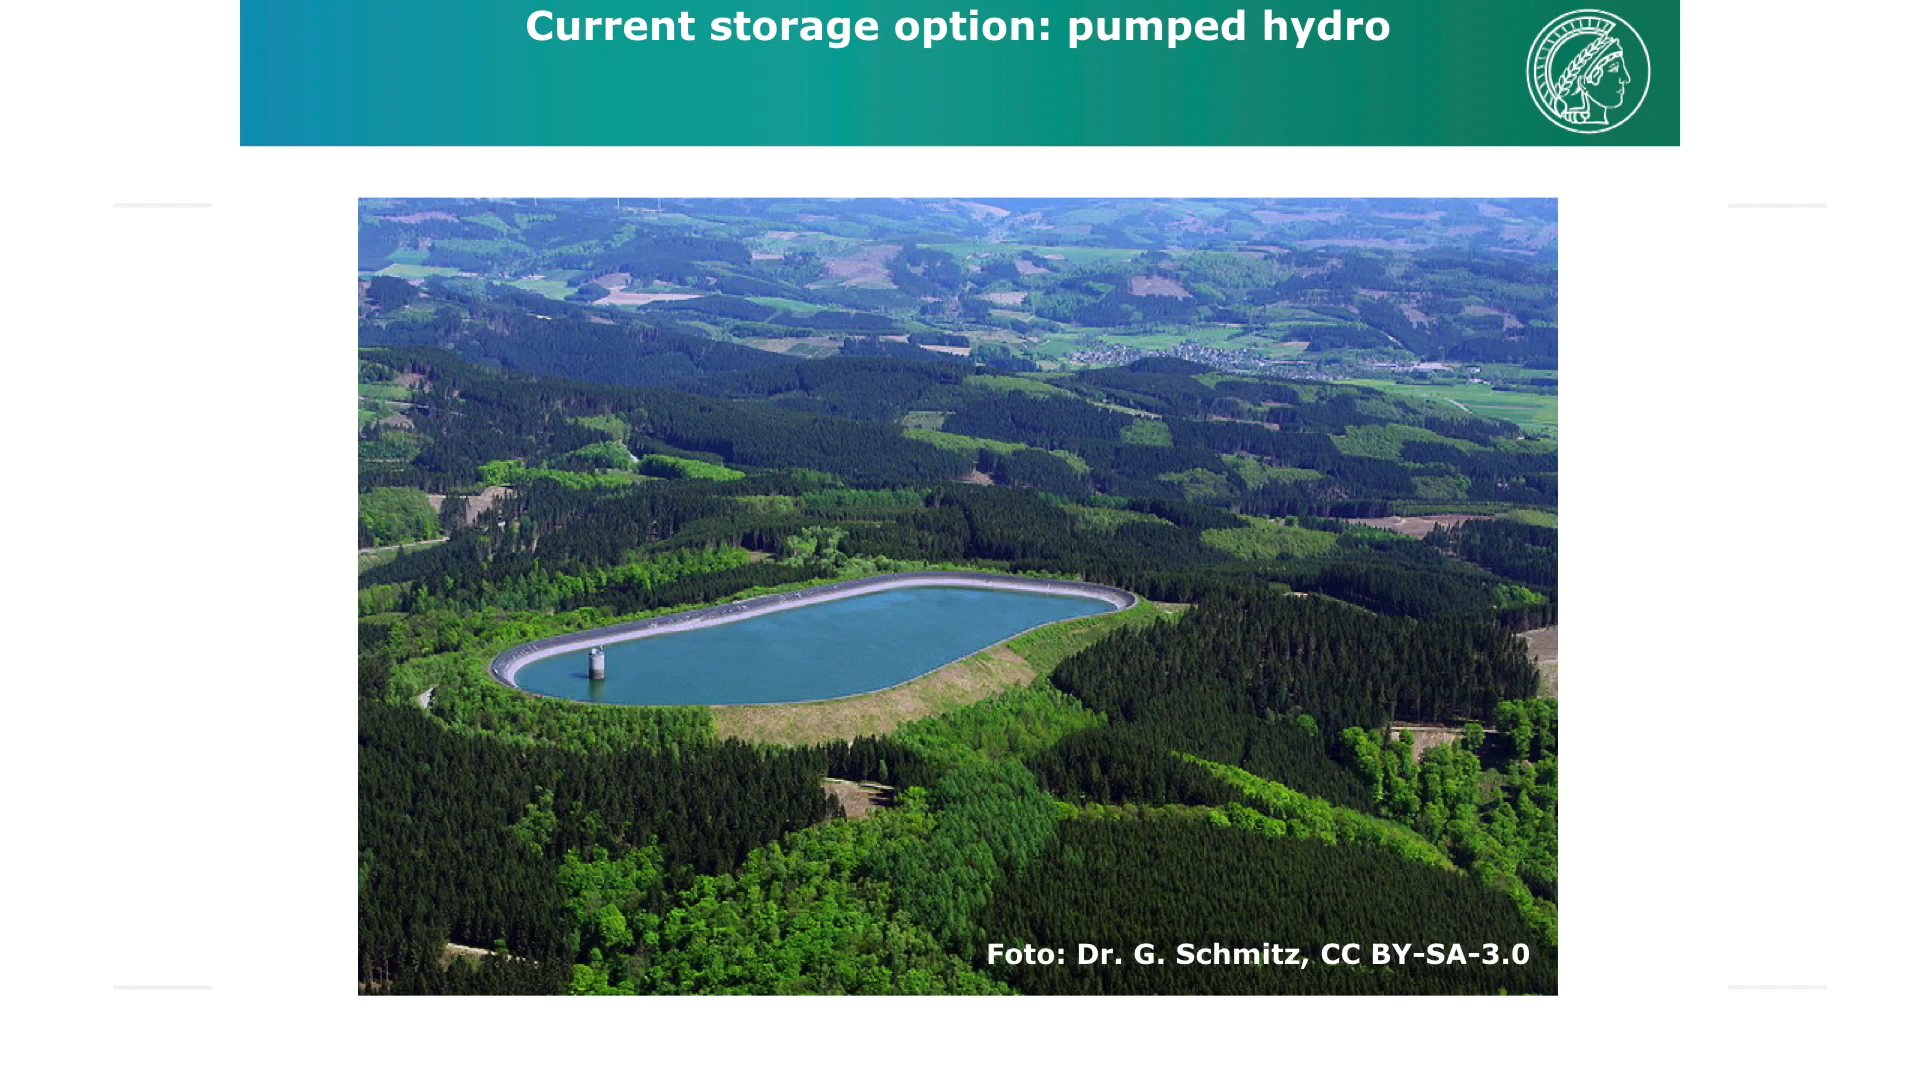 Current storage option: pumped hydro
Foto: Dr. G. Schmitz, CC BY-SA-3.0